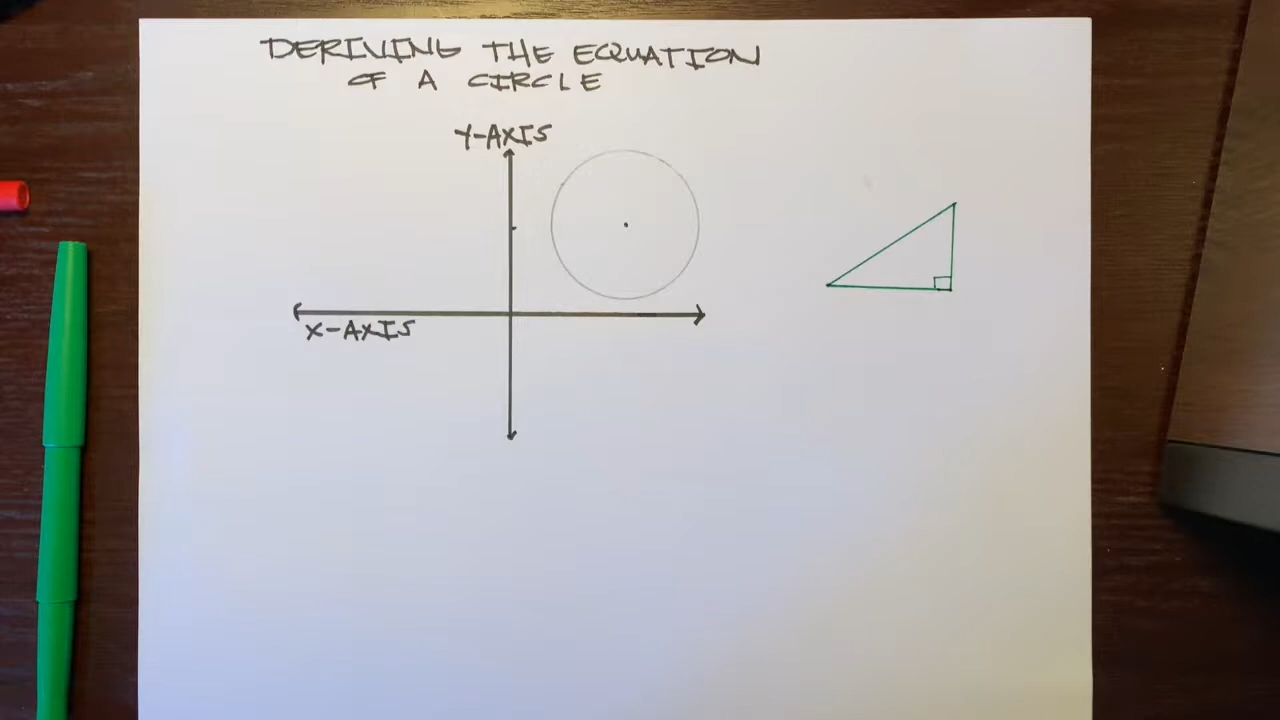 DERIVING THE EQUATION
OF A CIRCLE
Y-AXIS
X-AXIS